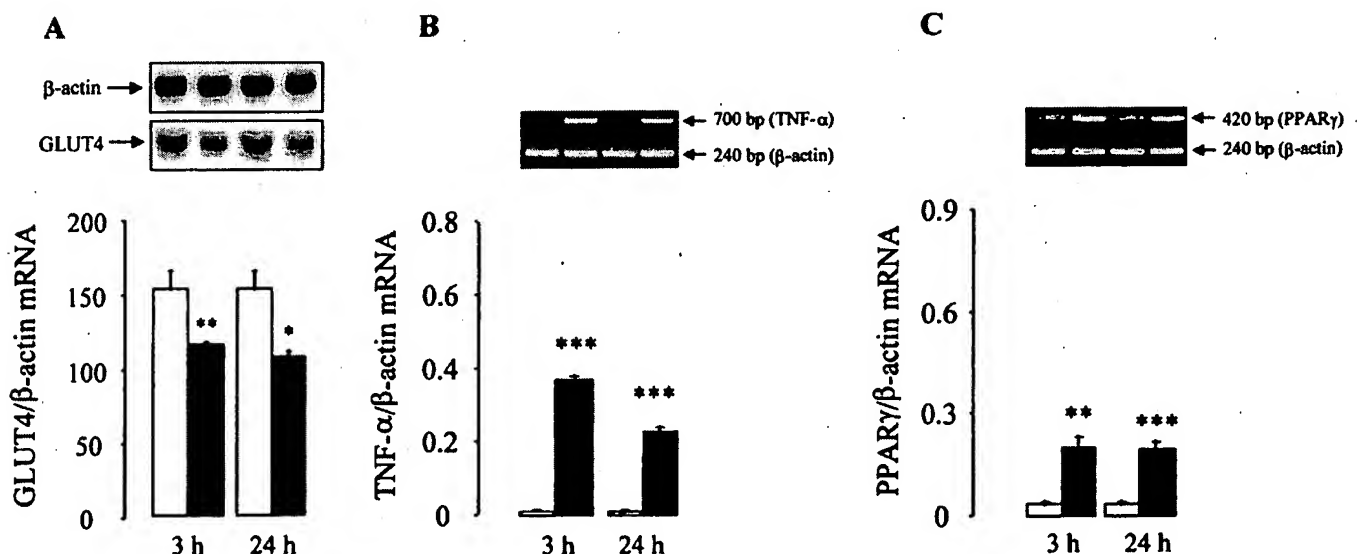 A
β-actin
GLUT4
GLUT4/β-actin mRNA
200
150
100
50
0
**
*
3 h
24 h
B
700 bp (TNF-α)
240 bp (β-actin)
TNF-α/β-actin mRNA
0.8
0.6
0.4
0.2
0
***
***
3 h
24 h
C
420 bp (PPARγ)
240 bp (β-actin)
PPARγ/β-actin mRNA
0.9
0.6
0.3
0
**
***
3 h
24 h